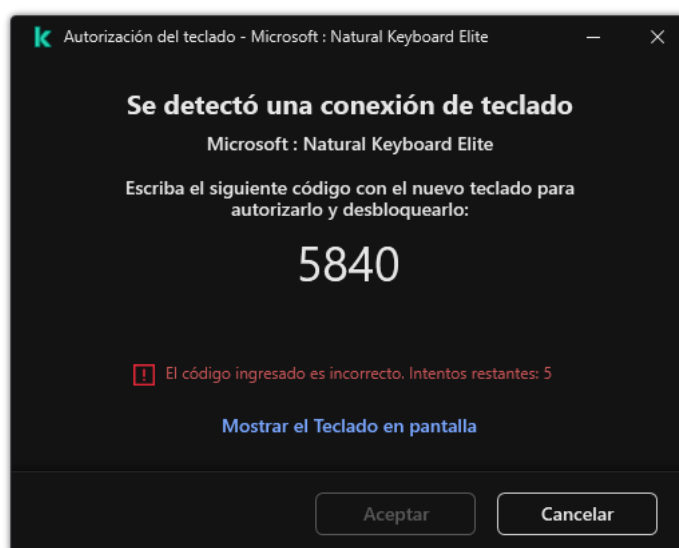 Autorización del teclado - Microsoft : Natural Keyboard Elite
Se detectó una conexión de teclado
Microsoft : Natural Keyboard Elite
Escriba el siguiente código con el nuevo teclado para
autorizarlo y desbloquearlo:
5840
El código ingresado es incorrecto. Intentos restantes: 5
Mostrar el Teclado en pantalla
Aceptar
Cancelar